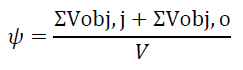 ψ = (ΣVobj, j + ΣVobj, o) / V